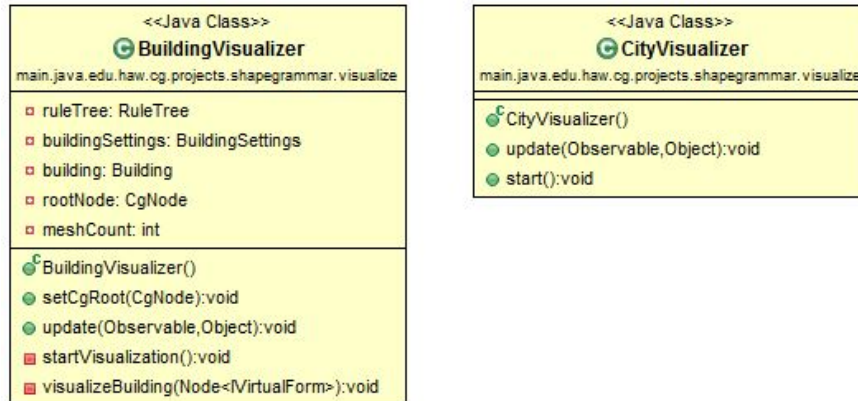 <<Java Class>>
BuildingVisualizer
main.java.edu.haw.cg.projects.shapegrammar.visualize
ruleTree: RuleTree
buildingSettings: BuildingSettings
building: Building
rootNode: CgNode
meshCount: int
BuildingVisualizer()
setCgRoot(CgNode):void
update(Observable,Object):void
startVisualization():void
visualizeBuilding(Node<IVirtualForm>):void
<<Java Class>>
CityVisualizer
main.java.edu.haw.cg.projects.shapegrammar.visualize
CityVisualizer()
update(Observable,Object):void
start():void